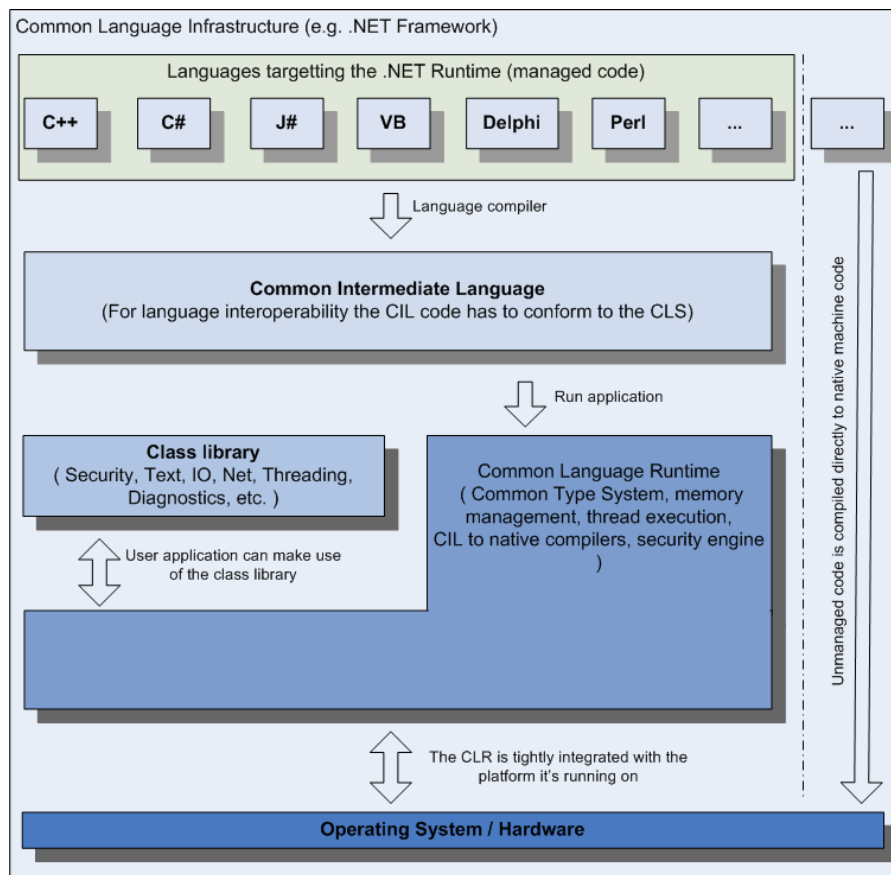 Common Language Infrastructure (e.g. .NET Framework)
Languages targetting the .NET Runtime (managed code)
C++
C#
J#
VB
Delphi
Perl
...
...
Language compiler
Common Intermediate Language
(For language interoperability the CIL code has to conform to the CLS)
Run application
Class library
( Security, Text, IO, Net, Threading,
Diagnostics, etc. )
Common Language Runtime
( Common Type System, memory
management, thread execution,
CIL to native compilers, security engine
)
User application can make use
of the class library
Unmanaged code is compiled directly to native machine code
The CLR is tightly integrated with the
platform it's running on
Operating System / Hardware